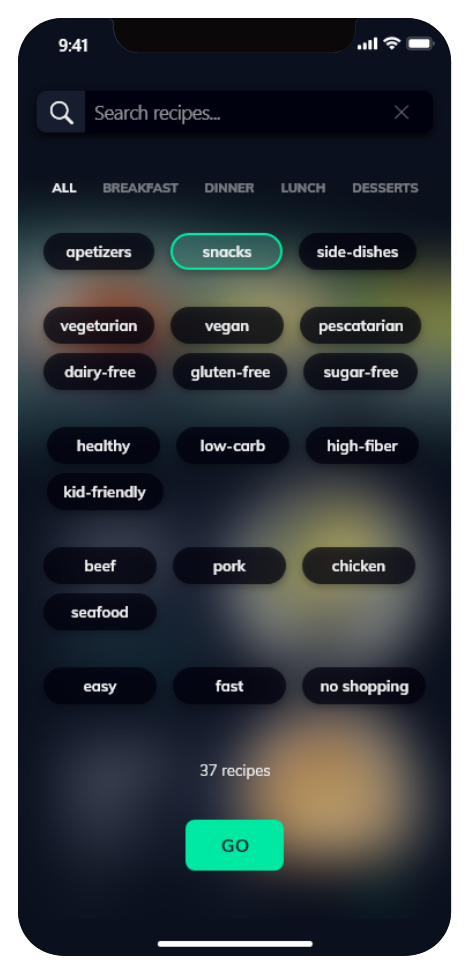 9:41
Search recipes...
ALL BREAKFAST DINNER LUNCH DESSERTS
apetizers snacks side-dishes
vegetarian vegan pescatarian
dairy-free gluten-free sugar-free
healthy low-carb high-fiber
kid-friendly
beef pork chicken
seafood
easy fast no shopping
37 recipes
GO